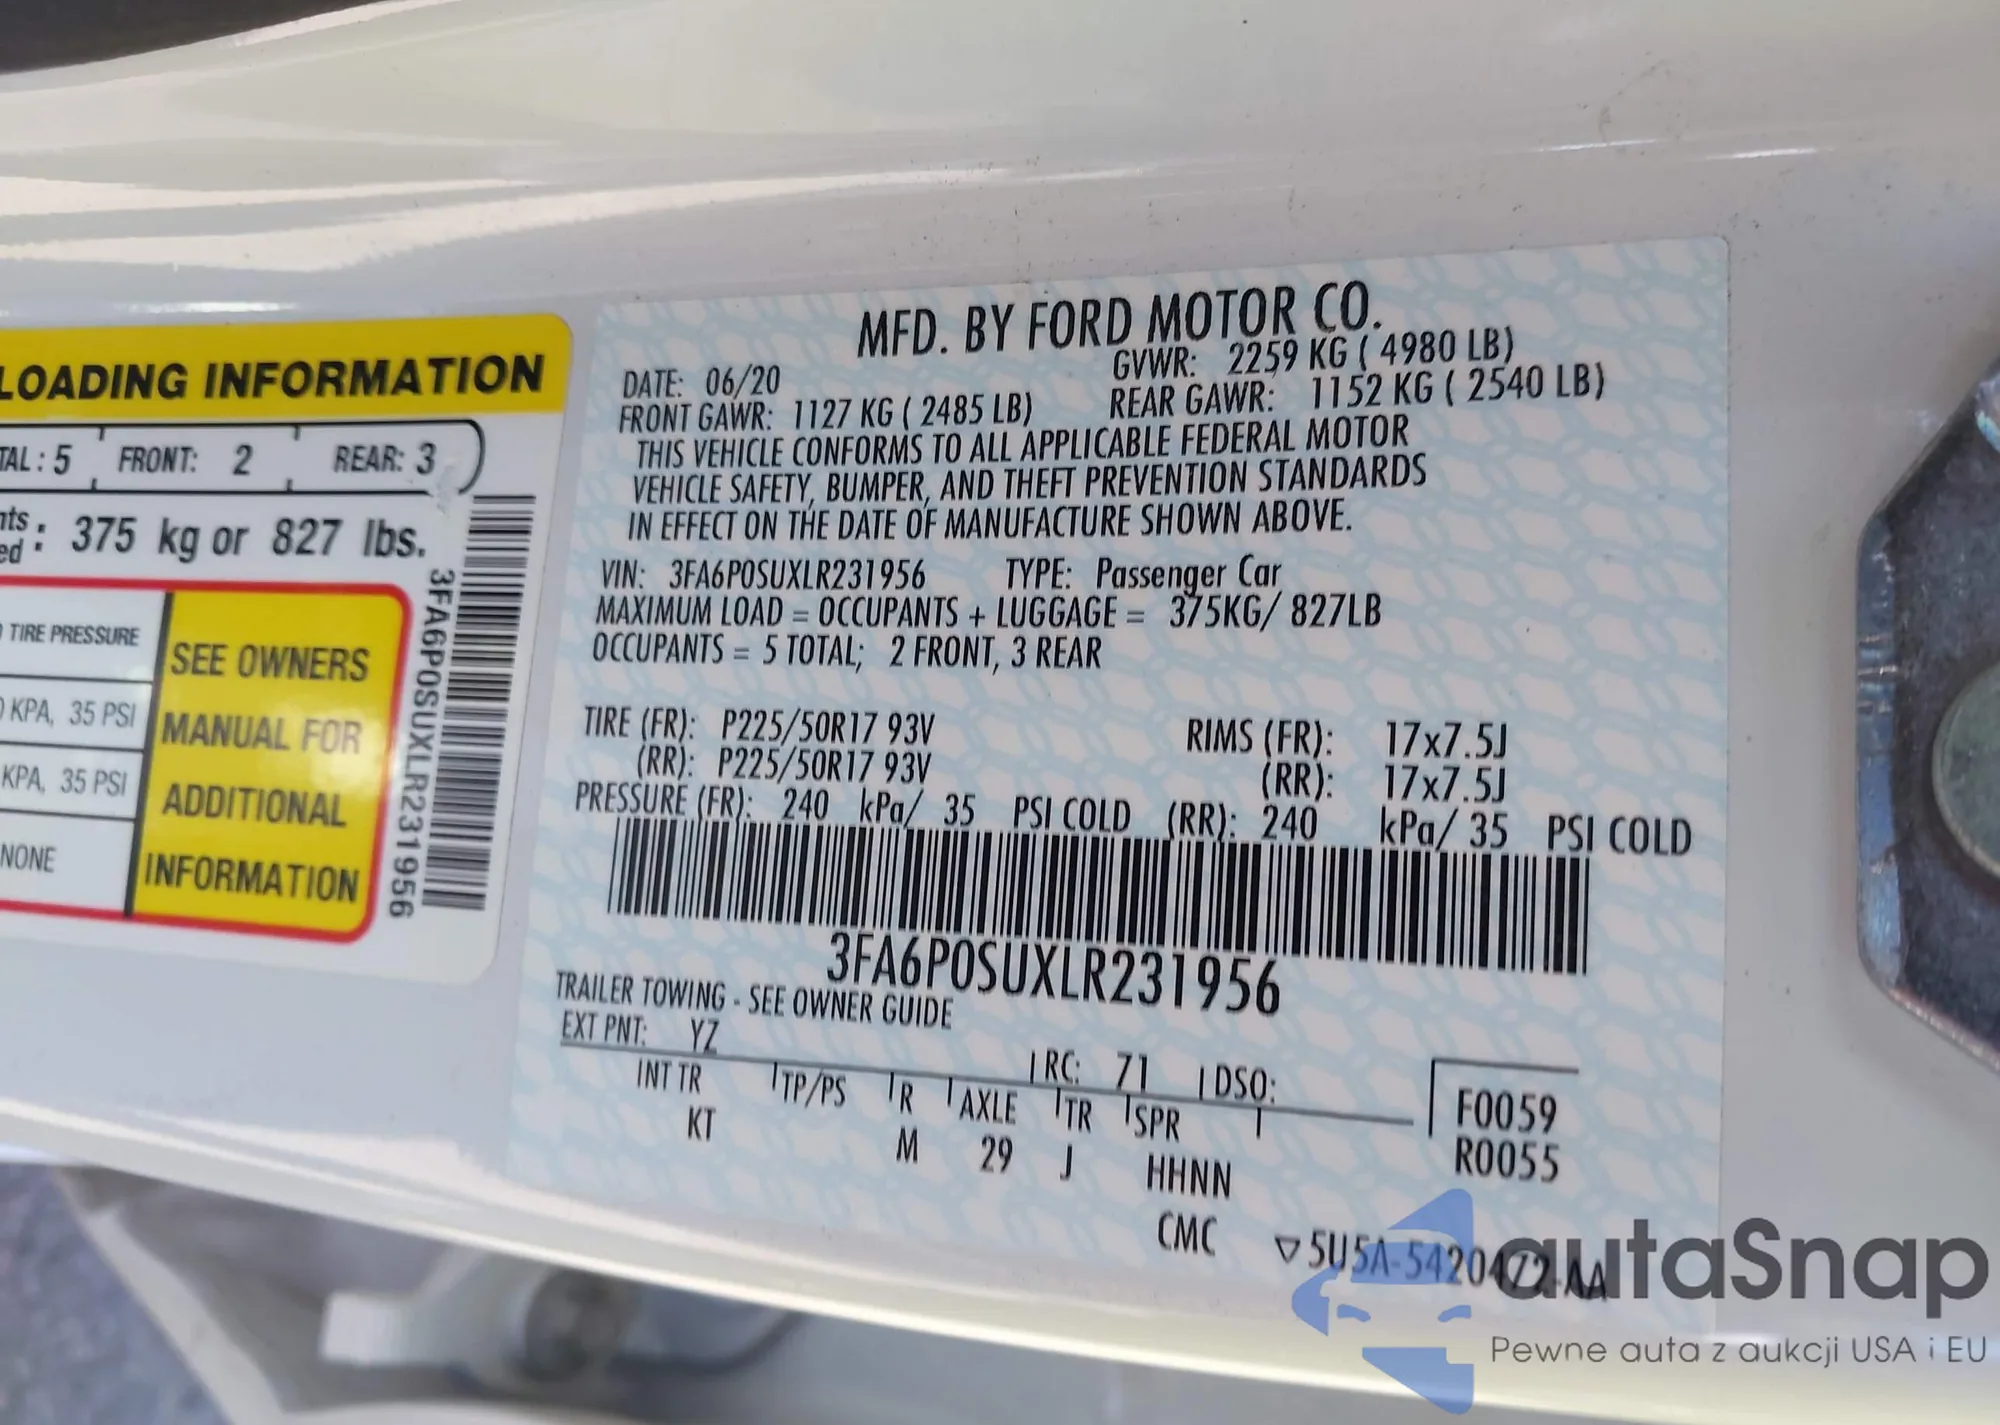 LOADING INFORMATION
TAL: 5 FRONT: 2 REAR: 3
375 kg or 827 lbs.
TIRE PRESSURE
KPA, 35 PSI
KPA, 35 PSI
NONE
SEE OWNERS
MANUAL FOR
ADDITIONAL
INFORMATION
3FA6P0SUXLR231956
MFD. BY FORD MOTOR CO.
DATE: 06/20 GVWR: 2259 KG ( 4980 LB)
FRONT GAWR: 1127 KG ( 2485 LB) REAR GAWR: 1152 KG ( 2540 LB)
THIS VEHICLE CONFORMS TO ALL APPLICABLE FEDERAL MOTOR
VEHICLE SAFETY, BUMPER, AND THEFT PREVENTION STANDARDS
IN EFFECT ON THE DATE OF MANUFACTURE SHOWN ABOVE.
VIN: 3FA6P0SUXLR231956 TYPE: Passenger Car
MAXIMUM LOAD = OCCUPANTS + LUGGAGE = 375KG/ 827LB
OCCUPANTS = 5 TOTAL; 2 FRONT, 3 REAR
TIRE (FR): P225/50R17 93V RIMS (FR): 17x7.5J
(RR): P225/50R17 93V (RR): 17x7.5J
PRESSURE (FR): 240 kPa/ 35 PSI COLD (RR): 240 kPa/ 35 PSI COLD
3FA6P0SUXLR231956
TRAILER TOWING - SEE OWNER GUIDE
EXT PNT: YZ RC: 71 DSO:
INT TR TP/PS R AXLE TR SPR F0059
KT M 29 J HHNN R0055
CMC ▽5U5A-5420472-AA
autaSnap
Pewne auta z aukcji USA i EU